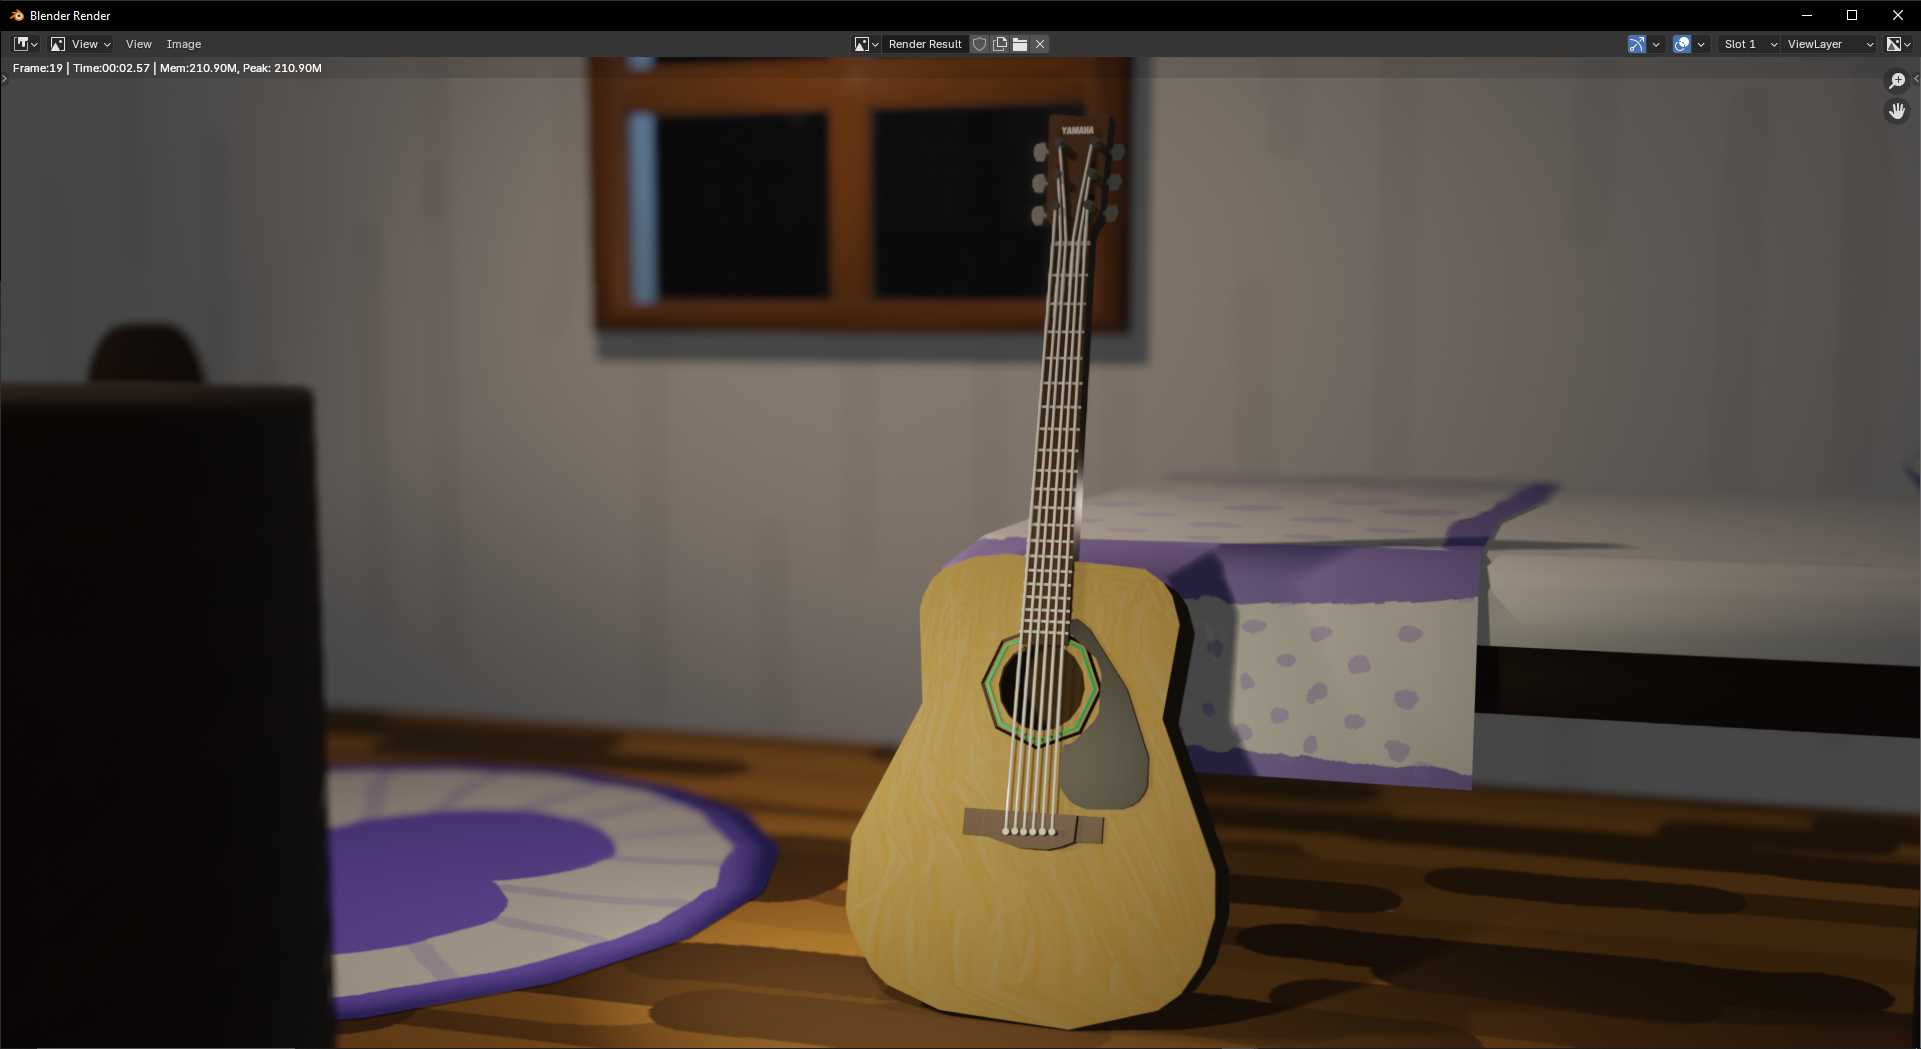 Blender Render
View View Image Render Result Slot 1 ViewLayer
Frame:19 | Time:00:02.57 | Mem:210.90M, Peak: 210.90M
YAMAHA